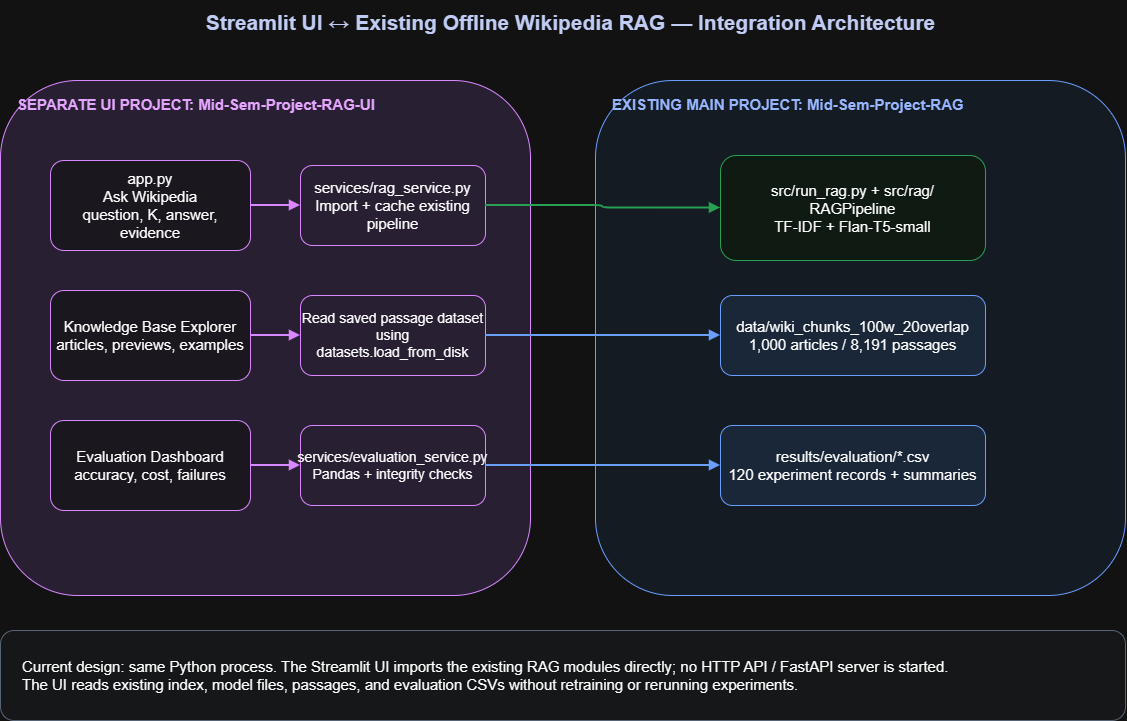 Streamlit UI ↔ Existing Offline Wikipedia RAG — Integration Architecture
SEPARATE UI PROJECT: Mid-Sem-Project-RAG-UI
app.py
Ask Wikipedia
question, K, answer,
evidence
services/rag_service.py
Import + cache existing
pipeline
Knowledge Base Explorer
articles, previews, examples
Read saved passage dataset
using
datasets.load_from_disk
Evaluation Dashboard
accuracy, cost, failures
services/evaluation_service.py
Pandas + integrity checks
EXISTING MAIN PROJECT: Mid-Sem-Project-RAG
src/run_rag.py + src/rag/
RAGPipeline
TF-IDF + Flan-T5-small
data/wiki_chunks_100w_20overlap
1,000 articles / 8,191 passages
results/evaluation/*.csv
120 experiment records + summaries
Current design: same Python process. The Streamlit UI imports the existing RAG modules directly; no HTTP API / FastAPI server is started.
The UI reads existing index, model files, passages, and evaluation CSVs without retraining or rerunning experiments.